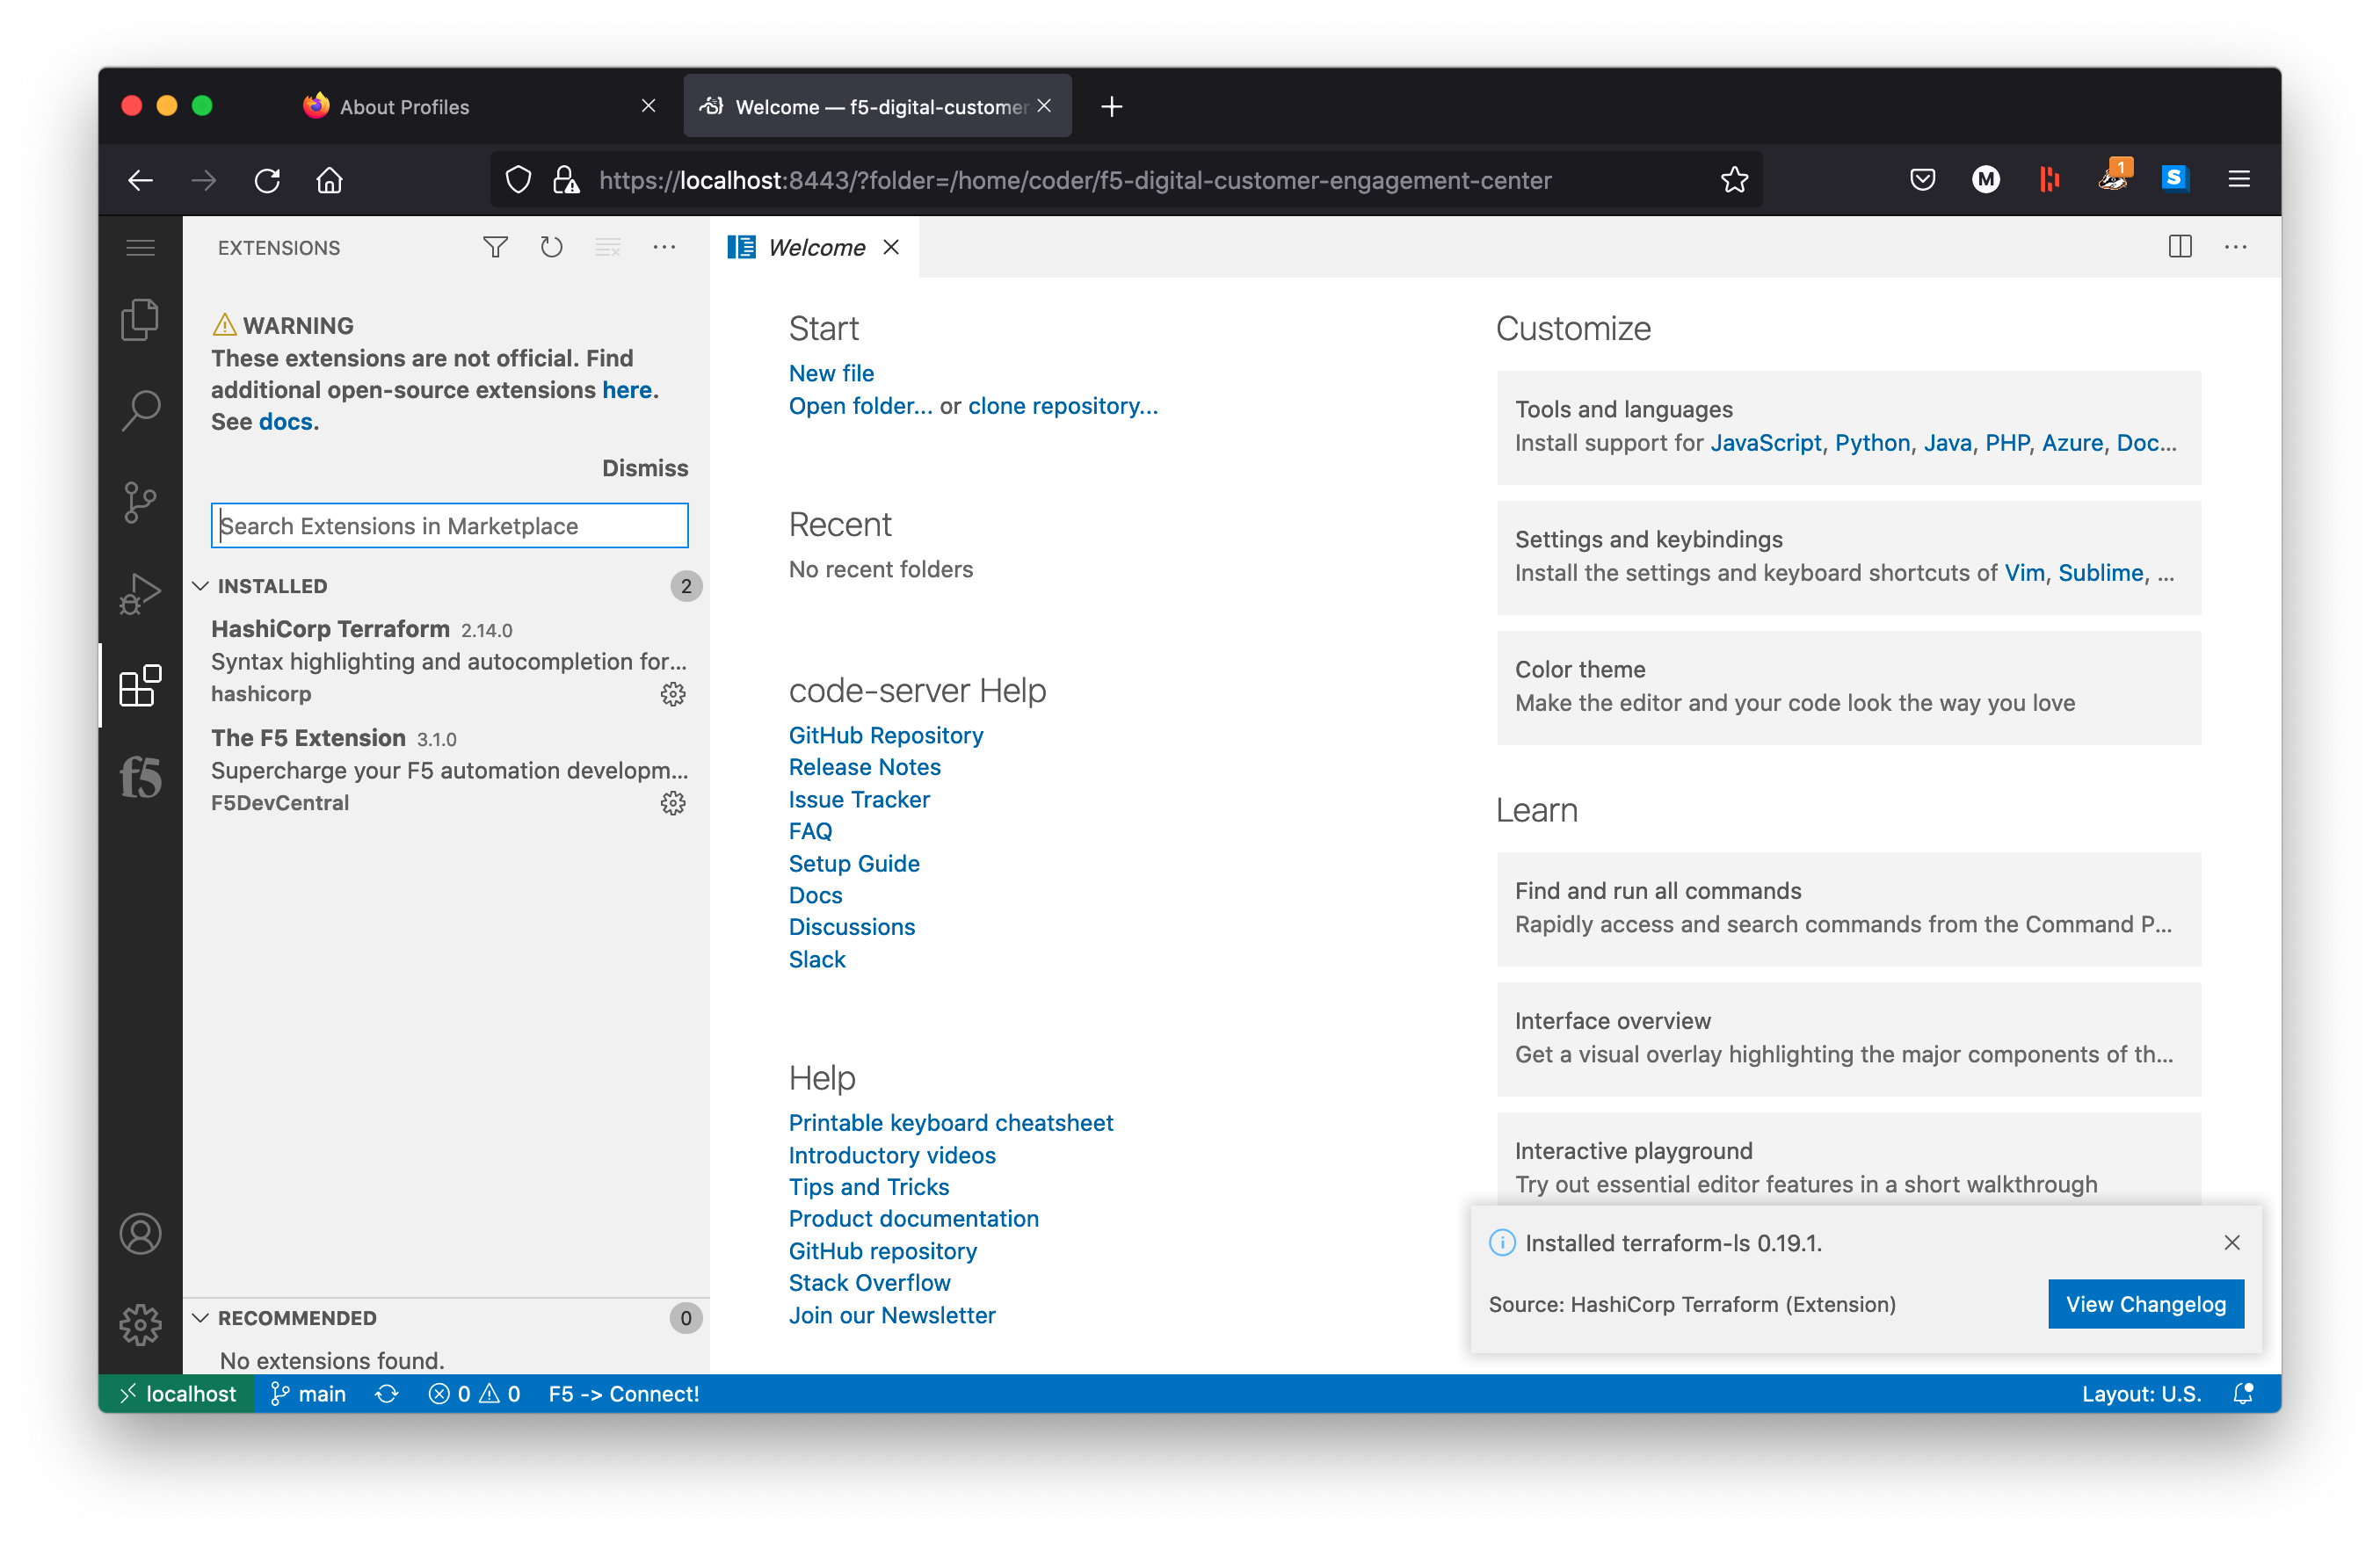 About Profiles
Welcome — f5-digital-customer
https://localhost:8443/?folder=/home/coder/f5-digital-customer-engagement-center
M
1
S
EXTENSIONS
WARNING
These extensions are not official. Find
additional open-source extensions here.
See docs.
Dismiss
Search Extensions in Marketplace
INSTALLED
2
HashiCorp Terraform 2.14.0
Syntax highlighting and autocompletion for...
hashicorp
The F5 Extension 3.1.0
Supercharge your F5 automation developm...
F5DevCentral
f5
RECOMMENDED
0
No extensions found.
Welcome
Start
New file
Open folder... or clone repository...
Recent
No recent folders
code-server Help
GitHub Repository
Release Notes
Issue Tracker
FAQ
Setup Guide
Docs
Discussions
Slack
Help
Printable keyboard cheatsheet
Introductory videos
Tips and Tricks
Product documentation
GitHub repository
Stack Overflow
Join our Newsletter
Customize
Tools and languages
Install support for JavaScript, Python, Java, PHP, Azure, Doc...
Settings and keybindings
Install the settings and keyboard shortcuts of Vim, Sublime, ...
Color theme
Make the editor and your code look the way you love
Learn
Find and run all commands
Rapidly access and search commands from the Command P...
Interface overview
Get a visual overlay highlighting the major components of th...
Interactive playground
Try out essential editor features in a short walkthrough
Installed terraform-ls 0.19.1.
Source: HashiCorp Terraform (Extension)
View Changelog
localhost
main
0
0
F5 -> Connect!
Layout: U.S.